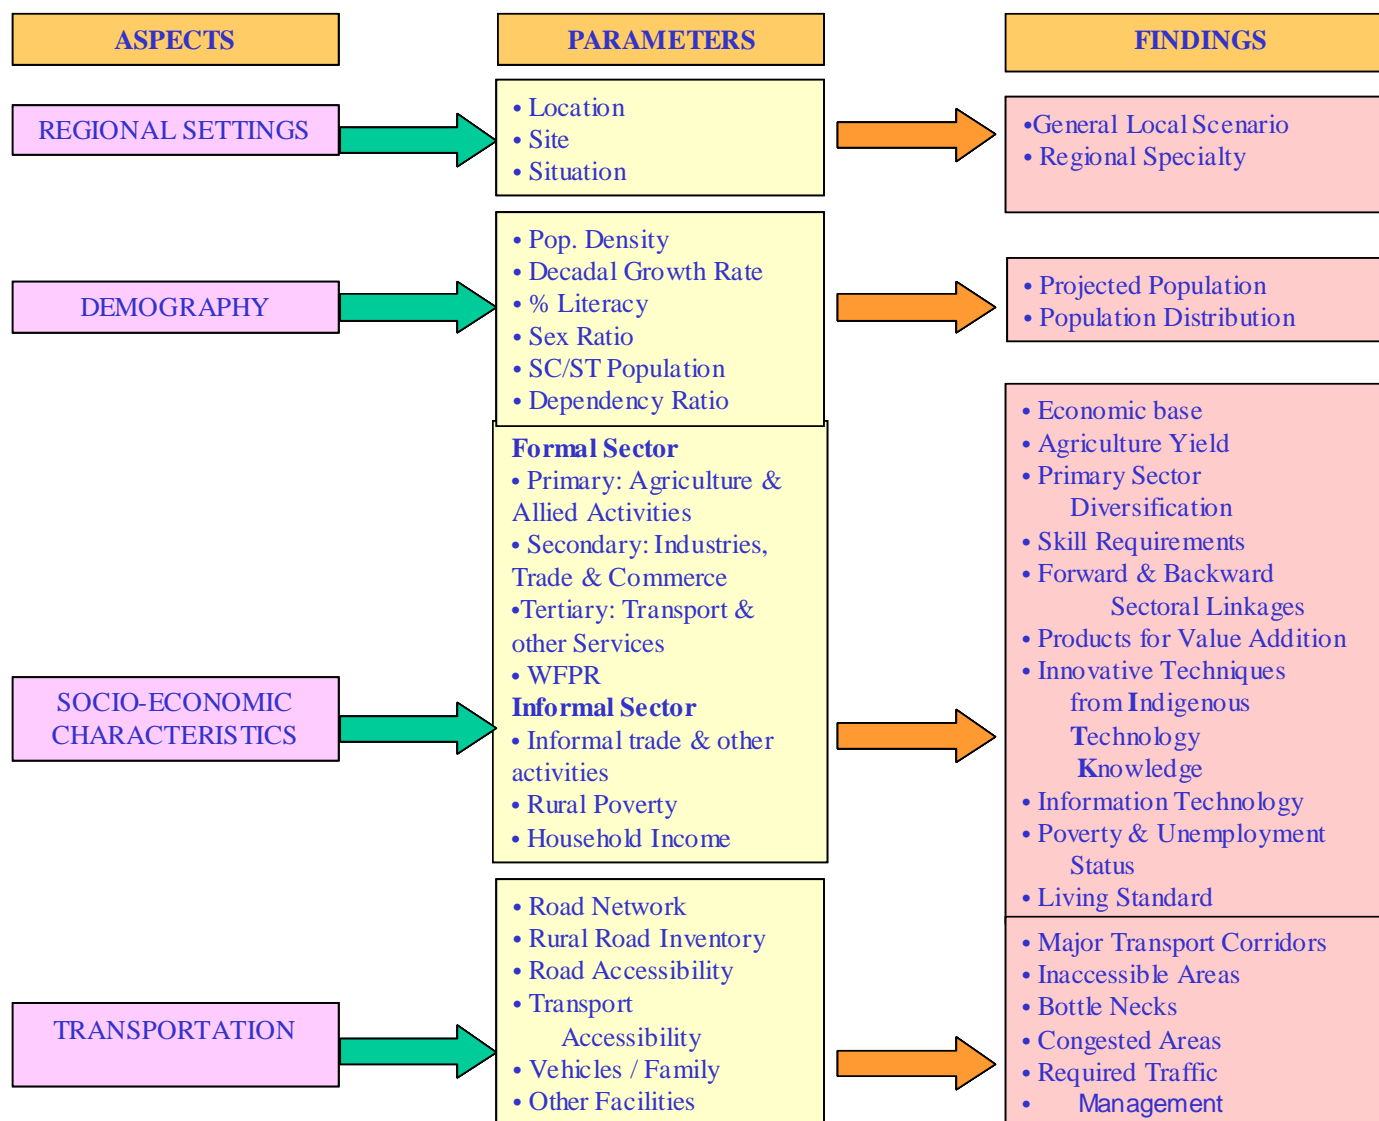 ASPECTS
PARAMETERS
FINDINGS
REGIONAL SETTINGS
• Location
• Site
• Situation
•General Local Scenario
• Regional Specialty
DEMOGRAPHY
• Pop. Density
• Decadal Growth Rate
• % Literacy
• Sex Ratio
• SC/ST Population
• Dependency Ratio
• Projected Population
• Population Distribution
SOCIO-ECONOMIC
CHARACTERISTICS
Formal Sector
• Primary: Agriculture &
Allied Activities
• Secondary: Industries,
Trade & Commerce
•Tertiary: Transport &
other Services
• WFPR
Informal Sector
• Informal trade & other
activities
• Rural Poverty
• Household Income
• Economic base
• Agriculture Yield
• Primary Sector
Diversification
• Skill Requirements
• Forward & Backward
Sectoral Linkages
• Products for Value Addition
• Innovative Techniques
from Indigenous
Technology
Knowledge
• Information Technology
• Poverty & Unemployment
Status
• Living Standard
TRANSPORTATION
• Road Network
• Rural Road Inventory
• Road Accessibility
• Transport
Accessibility
• Vehicles / Family
• Other Facilities
• Major Transport Corridors
• Inaccessible Areas
• Bottle Necks
• Congested Areas
• Required Traffic
• Management